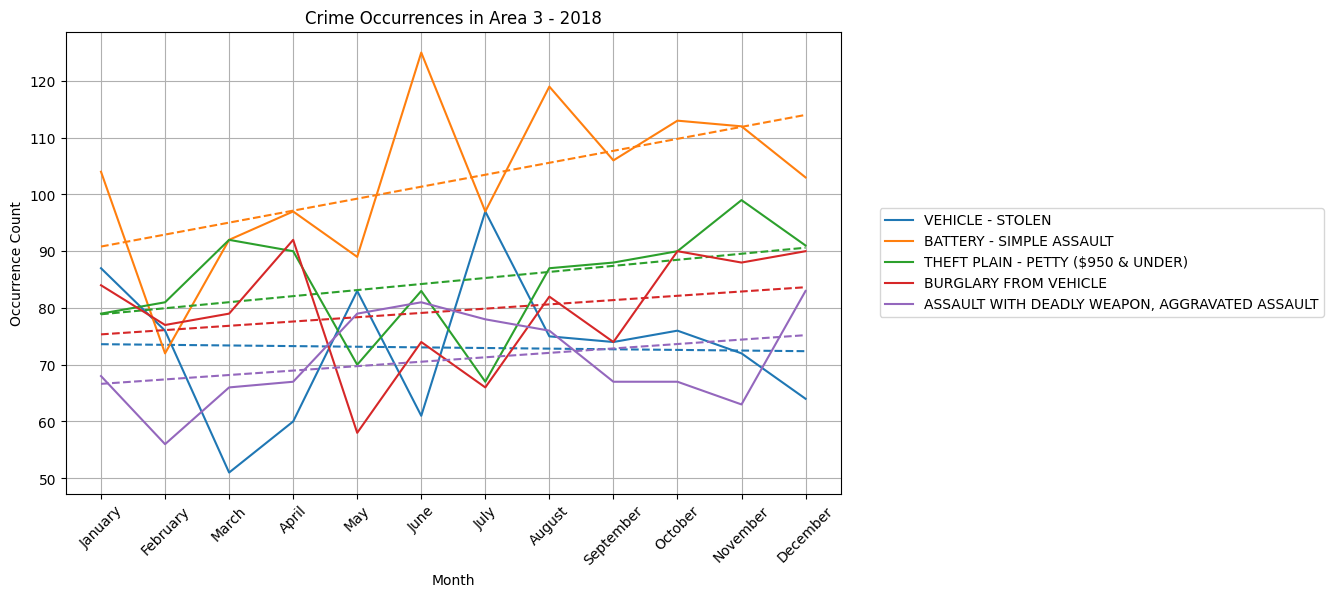 Crime Occurrences in Area 3 - 2018
Occurrence Count
120
110
100
90
80
70
60
50
January
February
March
April
May
June
July
August
September
October
November
December
Month
VEHICLE - STOLEN
BATTERY - SIMPLE ASSAULT
THEFT PLAIN - PETTY ($950 & UNDER)
BURGLARY FROM VEHICLE
ASSAULT WITH DEADLY WEAPON, AGGRAVATED ASSAULT